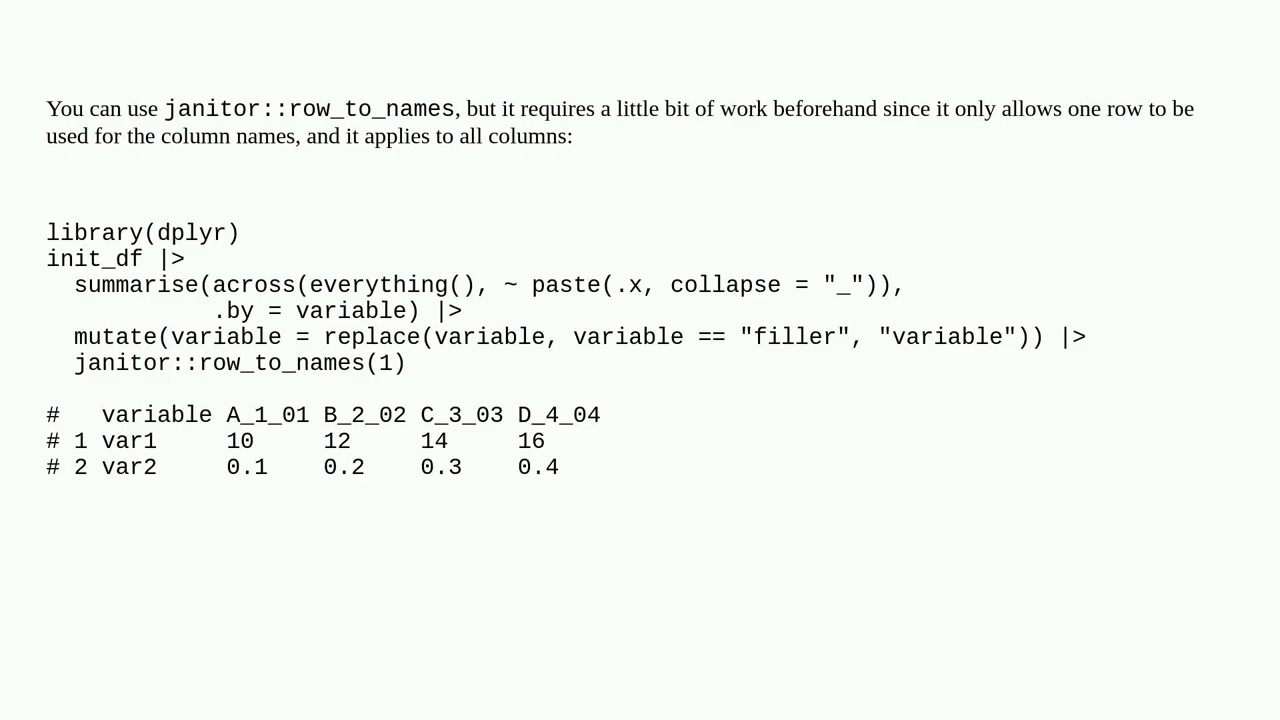 You can use janitor::row_to_names, but it requires a little bit of work beforehand since it only allows one row to be
used for the column names, and it applies to all columns:
library(dplyr)
init_df |>
  summarise(across(everything(), ~ paste(.x, collapse = "_")),
            .by = variable) |>
  mutate(variable = replace(variable, variable == "filler", "variable")) |>
  janitor::row_to_names(1)
#   variable A_1_01 B_2_02 C_3_03 D_4_04
# 1 var1     10     12     14     16
# 2 var2     0.1    0.2    0.3    0.4